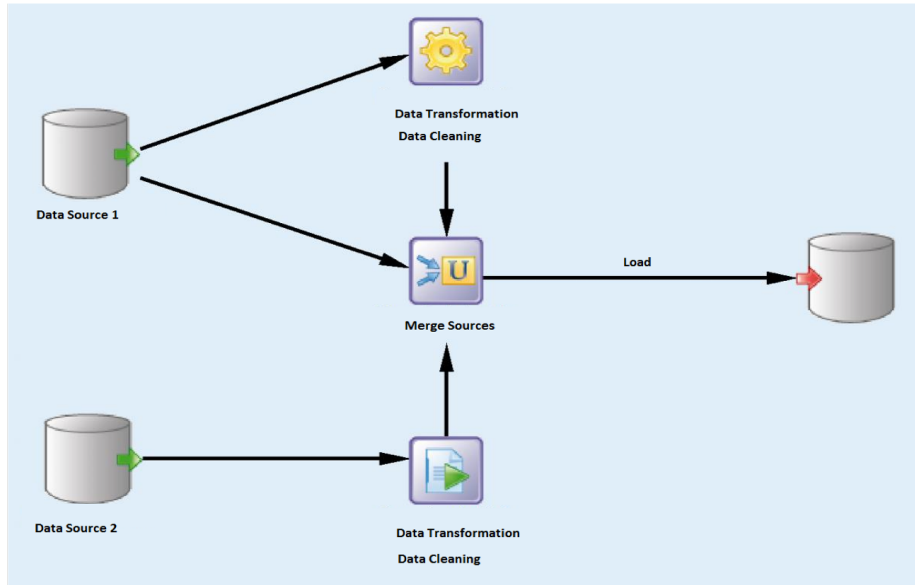 Data Transformation
Data Cleaning
Data Source 1
Load
U
Merge Sources
Data Source 2
Data Transformation
Data Cleaning